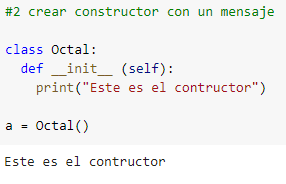 #2 crear constructor con un mensaje
class Octal:
  def __init__ (self):
    print("Este es el contructor")
a = Octal()
Este es el contructor